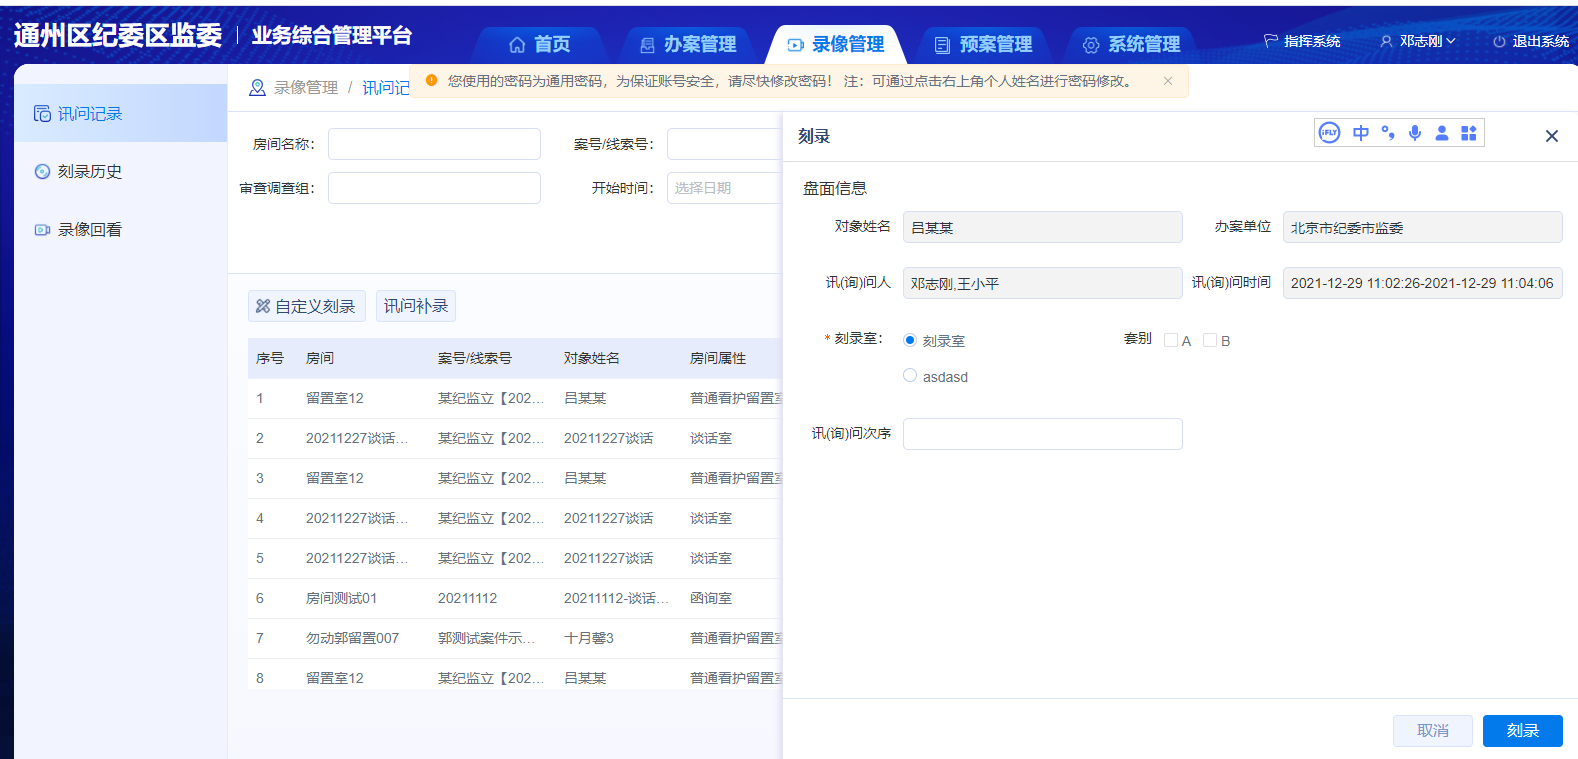 通州区纪委区监委 业务综合管理平台
首页 办案管理 录像管理 预案管理 系统管理 指挥系统 邓志刚 退出系统
讯问记录
刻录历史
录像回看
录像管理 / 讯问记
您使用的密码为通用密码，为保证账号安全，请尽快修改密码！ 注：可通过点击右上角个人姓名进行密码修改。
房间名称： 案号/线索号：
审查调查组： 开始时间： 选择日期
自定义刻录 讯问补录
序号 房间 案号/线索号 对象姓名 房间属性
1 留置室12 某纪监立【202... 吕某某 普通看护留置室
2 20211227谈话... 某纪监立【202... 20211227谈话 谈话室
3 留置室12 某纪监立【202... 吕某某 普通看护留置室
4 20211227谈话... 某纪监立【202... 20211227谈话 谈话室
5 20211227谈话... 某纪监立【202... 20211227谈话 谈话室
6 房间测试01 20211112 20211112-谈话... 函询室
7 勿动郭留置007 郭测试案件示... 十月馨3 普通看护留置室
8 留置室12 某纪监立【202... 吕某某 普通看护留置室
刻录
iFLY 中
盘面信息
对象姓名 吕某某 办案单位 北京市纪委市监委
讯(询)问人 邓志刚,王小平 讯(询)问时间 2021-12-29 11:02:26-2021-12-29 11:04:06
* 刻录室： 刻录室 套别 A B
asdasd
讯(询)问次序
取消 刻录